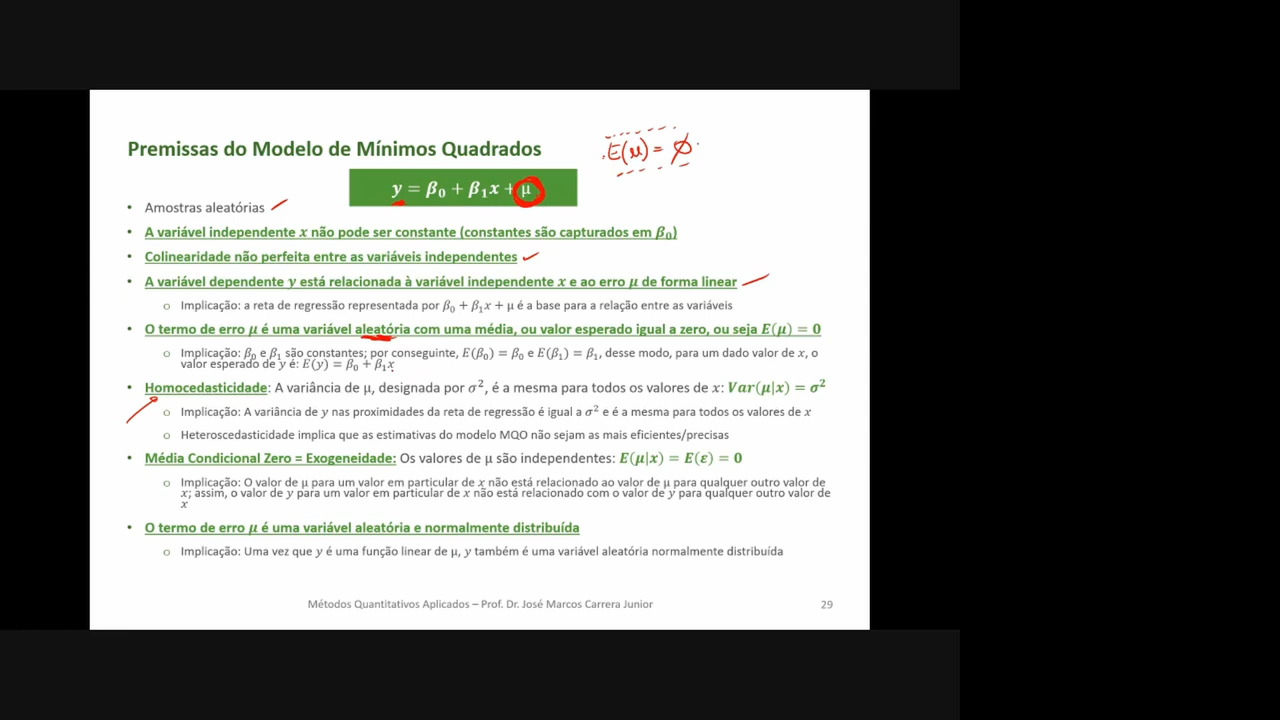 Premissas do Modelo de Mínimos Quadrados
E(μ) = ∅
y = β₀ + β₁x + μ
• Amostras aleatórias
• A variável independente x não pode ser constante (constantes são capturados em β₀)
• Colinearidade não perfeita entre as variáveis independentes
• A variável dependente y está relacionada à variável independente x e ao erro μ de forma linear
o Implicação: a reta de regressão representada por β₀ + β₁x + μ é a base para a relação entre as variáveis
• O termo de erro μ é uma variável aleatória com uma média, ou valor esperado igual a zero, ou seja E(μ) = 0
o Implicação: β₀ e β₁ são constantes; por conseguinte, E(β₀) = β₀ e E(β₁) = β₁, desse modo, para um dado valor de x, o
valor esperado de y é: E(y) = β₀ + β₁x
• Homocedasticidade: A variância de μ, designada por σ², é a mesma para todos os valores de x: Var(μ|x) = σ²
o Implicação: A variância de y nas proximidades da reta de regressão é igual a σ² e é a mesma para todos os valores de x
o Heteroscedasticidade implica que as estimativas do modelo MQO não sejam as mais eficientes/precisas
• Média Condicional Zero = Exogeneidade: Os valores de μ são independentes: E(μ|x) = E(ε) = 0
o Implicação: O valor de μ para um valor em particular de x não está relacionado ao valor de μ para qualquer outro valor de
x; assim, o valor de y para um valor em particular de x não está relacionado com o valor de y para qualquer outro valor de
x
• O termo de erro μ é uma variável aleatória e normalmente distribuída
o Implicação: Uma vez que y é uma função linear de μ, y também é uma variável aleatória normalmente distribuída
Métodos Quantitativos Aplicados – Prof. Dr. José Marcos Carrera Junior
29